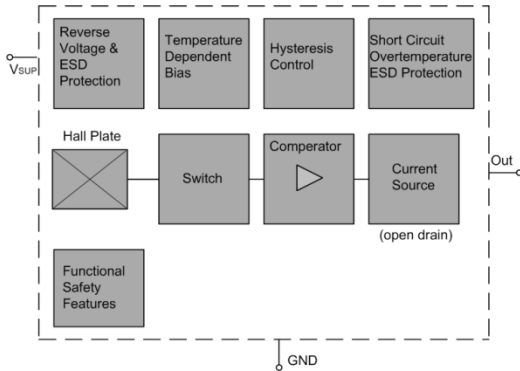 Reverse
Voltage &
ESD
Protection
Temperature
Dependent
Bias
Hysteresis
Control
Short Circuit
Overtemperature
ESD Protection
VSUP
Hall Plate
Switch
Comperator
Current
Source
Out
(open drain)
Functional
Safety
Features
GND